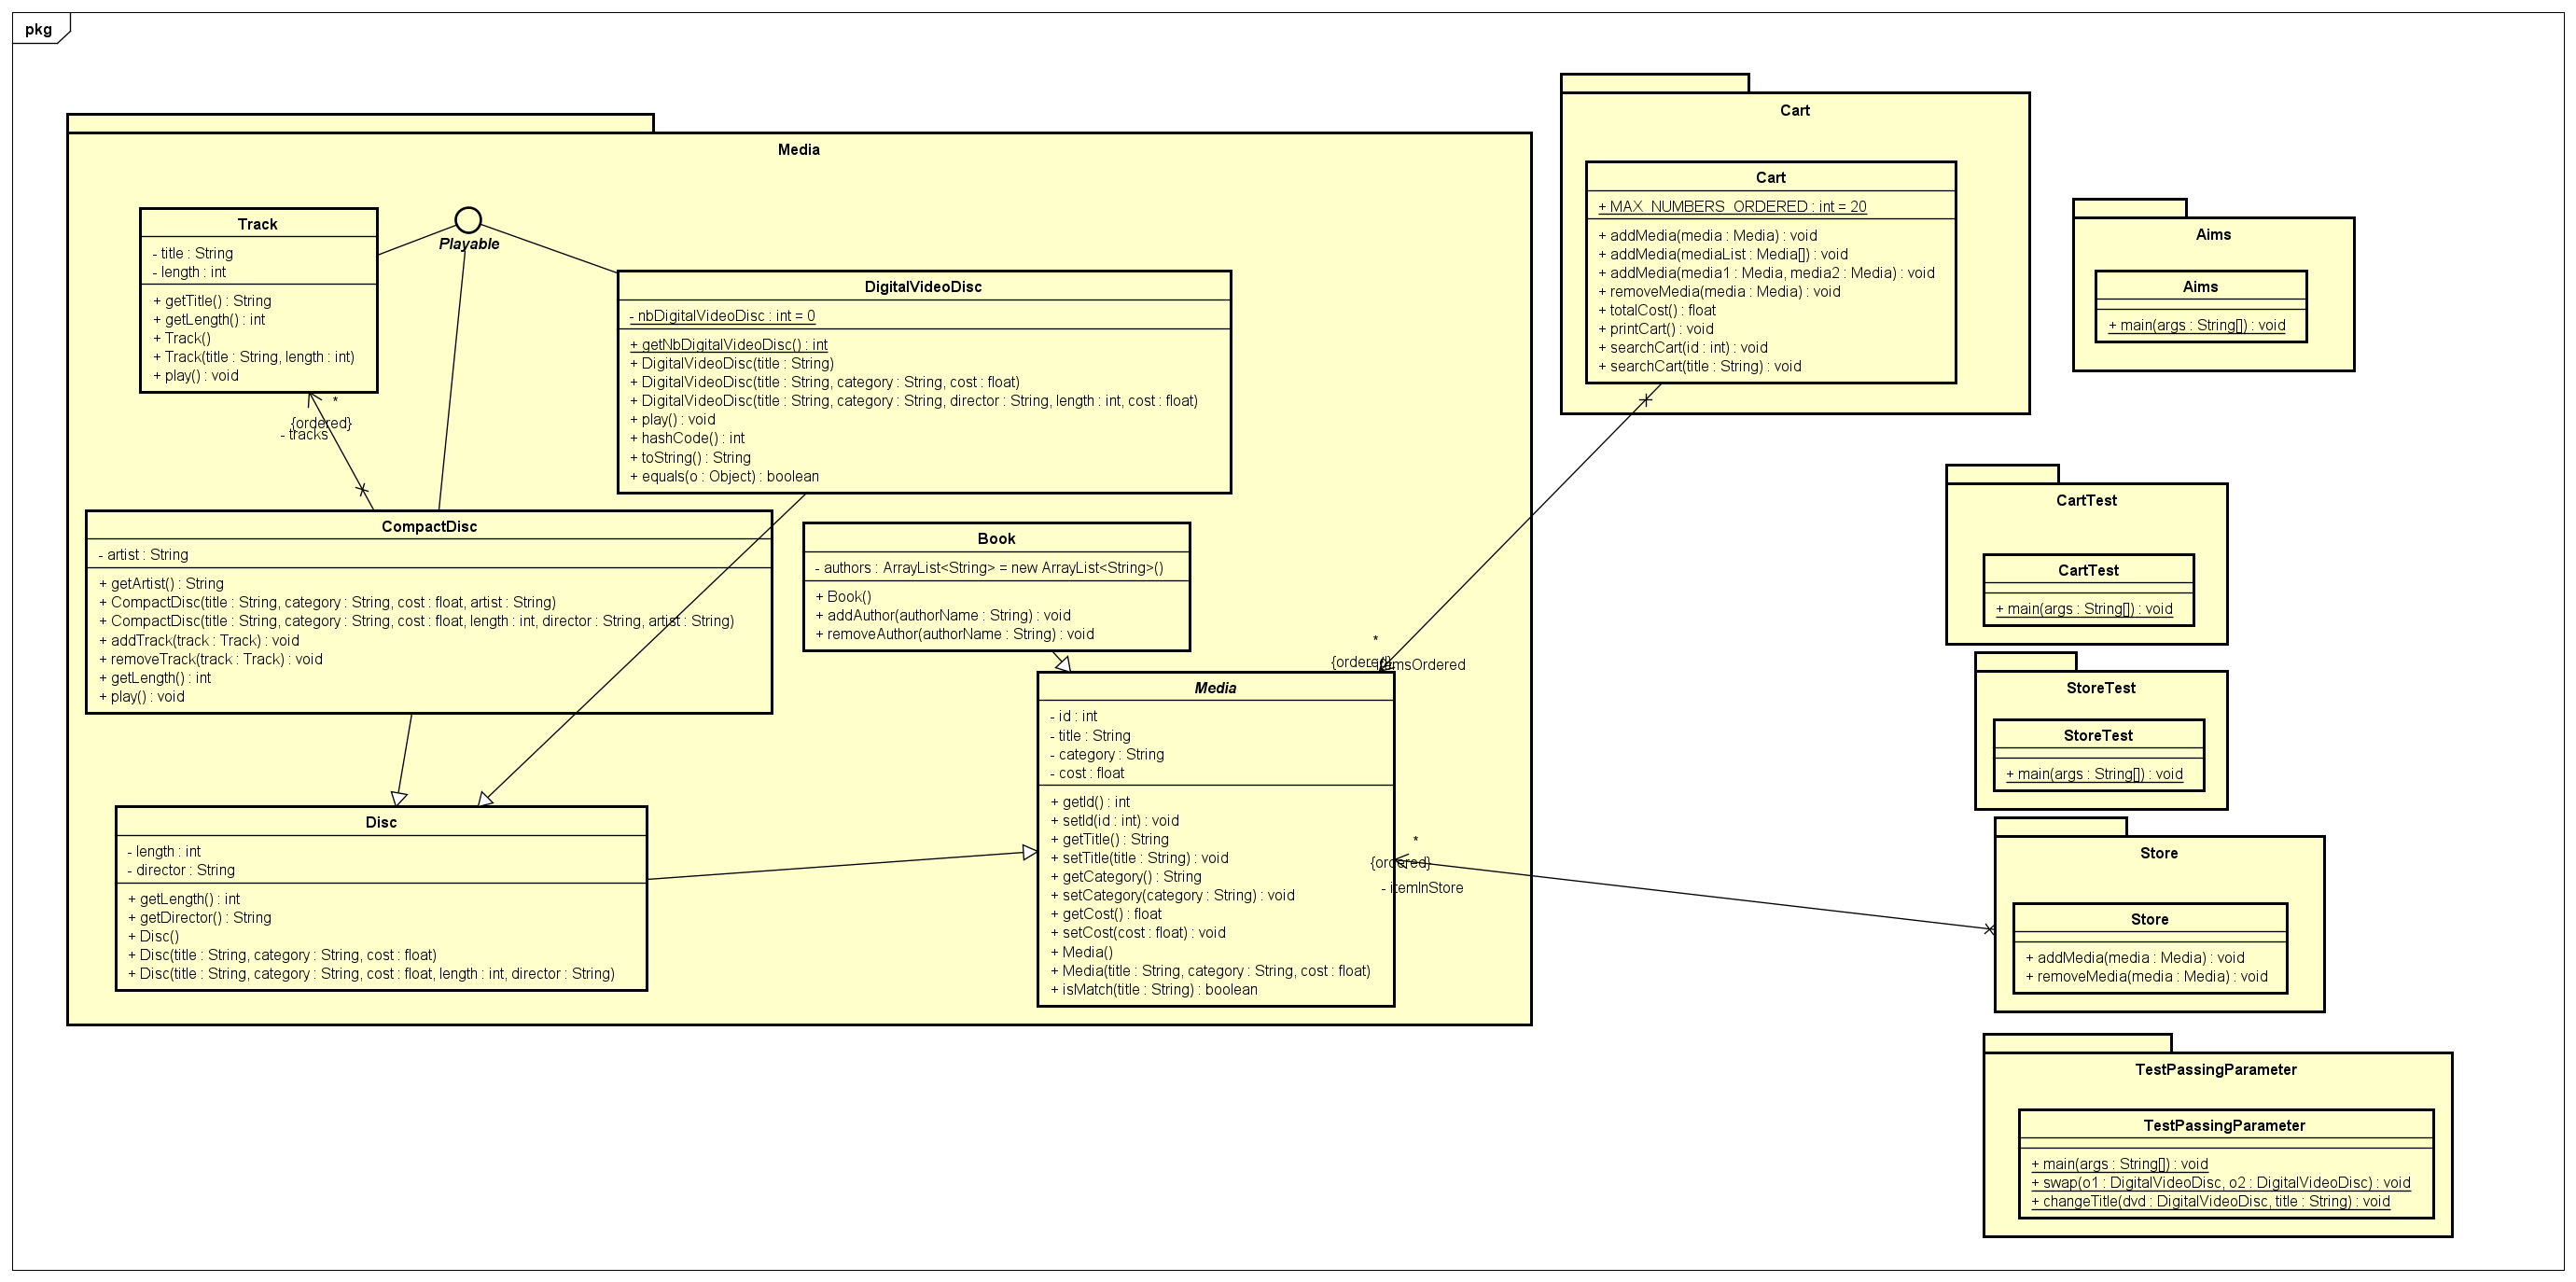 pkg
Media
Track
- title : String
- length : int
+ getTitle() : String
+ getLength() : int
+ Track()
+ Track(title : String, length : int)
+ play() : void
Playable
*
{ordered}
- tracks
DigitalVideoDisc
- nbDigitalVideoDisc : int = 0
+ getNbDigitalVideoDisc() : int
+ DigitalVideoDisc(title : String)
+ DigitalVideoDisc(title : String, category : String, cost : float)
+ DigitalVideoDisc(title : String, category : String, director : String, length : int, cost : float)
+ play() : void
+ hashCode() : int
+ toString() : String
+ equals(o : Object) : boolean
CompactDisc
- artist : String
+ getArtist() : String
+ CompactDisc(title : String, category : String, cost : float, artist : String)
+ CompactDisc(title : String, category : String, cost : float, length : int, director : String, artist : String)
+ addTrack(track : Track) : void
+ removeTrack(track : Track) : void
+ getLength() : int
+ play() : void
Book
- authors : ArrayList<String> = new ArrayList<String>()
+ Book()
+ addAuthor(authorName : String) : void
+ removeAuthor(authorName : String) : void
*
{ordered}
- itemsOrdered
Media
- id : int
- title : String
- category : String
- cost : float
+ getId() : int
+ setId(id : int) : void
+ getTitle() : String
+ setTitle(title : String) : void
+ getCategory() : String
+ setCategory(category : String) : void
+ getCost() : float
+ setCost(cost : float) : void
+ Media()
+ Media(title : String, category : String, cost : float)
+ isMatch(title : String) : boolean
*
{ordered}
- itemInStore
Disc
- length : int
- director : String
+ getLength() : int
+ getDirector() : String
+ Disc()
+ Disc(title : String, category : String, cost : float)
+ Disc(title : String, category : String, cost : float, length : int, director : String)
Cart
Cart
+ MAX_NUMBERS_ORDERED : int = 20
+ addMedia(media : Media) : void
+ addMedia(mediaList : Media[]) : void
+ addMedia(media1 : Media, media2 : Media) : void
+ removeMedia(media : Media) : void
+ totalCost() : float
+ printCart() : void
+ searchCart(id : int) : void
+ searchCart(title : String) : void
Aims
Aims
+ main(args : String[]) : void
CartTest
CartTest
+ main(args : String[]) : void
StoreTest
StoreTest
+ main(args : String[]) : void
Store
Store
+ addMedia(media : Media) : void
+ removeMedia(media : Media) : void
TestPassingParameter
TestPassingParameter
+ main(args : String[]) : void
+ swap(o1 : DigitalVideoDisc, o2 : DigitalVideoDisc) : void
+ changeTitle(dvd : DigitalVideoDisc, title : String) : void